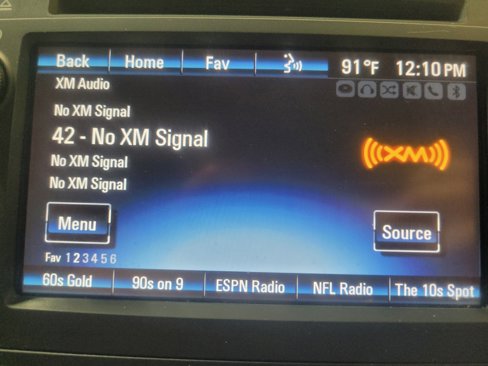 Back Home Fav 91°F 12:10 PM
XM Audio
No XM Signal
42 - No XM Signal
No XM Signal
No XM Signal
((XM))
Menu
Source
Fav 1 2 3 4 5 6
60s Gold 90s on 9 ESPN Radio NFL Radio The 10s Spot